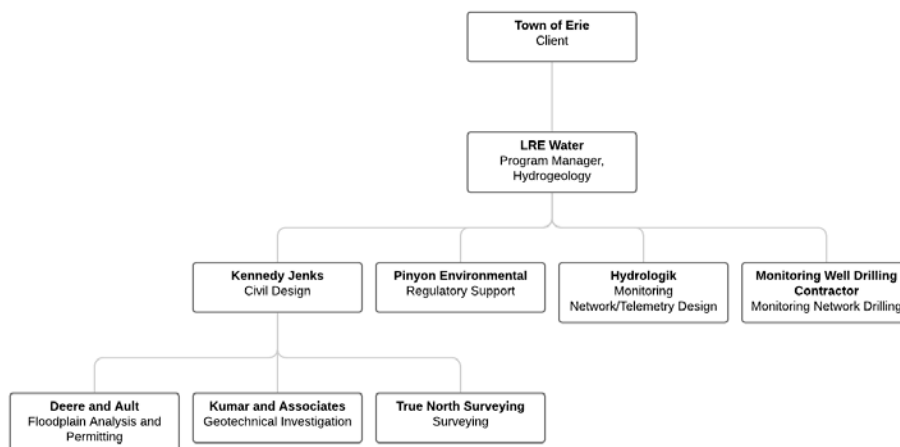 Town of Erie
Client
LRE Water
Program Manager,
Hydrogeology
Kennedy Jenks
Civil Design
Pinyon Environmental
Regulatory Support
Hydrologik
Monitoring
Network/Telemetry Design
Monitoring Well Drilling
Contractor
Monitoring Network Drilling
Deere and Ault
Floodplain Analysis and
Permitting
Kumar and Associates
Geotechnical Investigation
True North Surveying
Surveying